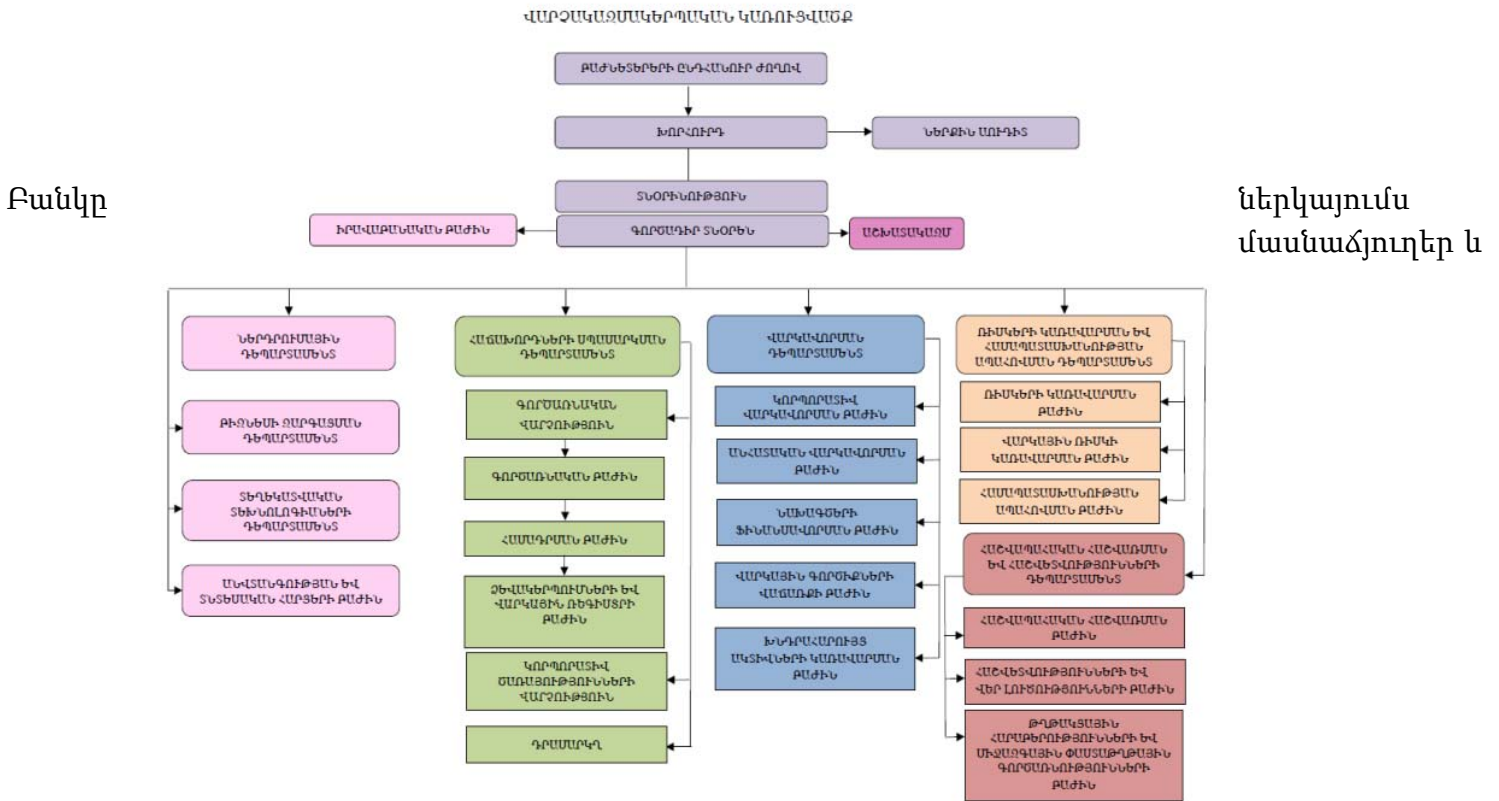 ՎԱՐՉԱԿԱԶՄԱԿԵՐՊԱԿԱՆ ԿԱՌՈՒՑՎԱԾՔ
ԲԱԺՆԵՏԵՐԵՐԻ ԸՆԴՀԱՆՈՒՐ ԺՈՂՈՎ
ԽՈՐՀՈՒՐԴ
ՆԵՐՔԻՆ ԱՈՒԴԻՏ
Բանկը
ՏՆՕՐԻՆՈՒԹՅՈՒՆ
ներկայումս
ԻՐԱՎԱԲԱՆԱԿԱՆ ԲԱԺԻՆ
ԳՈՐԾԱԴԻՐ ՏՆՕՐԵՆ
ԱՇԽԱՏԱԿԱԶՄ
մասնաճյուղեր և
ՆԵՐԴՐՈՒՄԱՅԻՆ
ԴԵՊԱՐՏԱՄԵՆՏ
ԲԻԶՆԵՍԻ ԶԱՐԳԱՑՄԱՆ
ԴԵՊԱՐՏԱՄԵՆՏ
ՏԵՂԵԿԱՏՎԱԿԱՆ
ՏԵԽՆՈԼՈԳԻԱՆԵՐԻ
ԴԵՊԱՐՏԱՄԵՆՏ
ԱՆՎՏԱՆԳՈՒԹՅԱՆ ԵՎ
ՏՆՏԵՍԱԿԱՆ ՀԱՐՑԵՐԻ ԲԱԺԻՆ
ՀԱՃԱԽՈՐԴՆԵՐԻ ՍՊԱՍԱՐԿՄԱՆ
ԴԵՊԱՐՏԱՄԵՆՏ
ԳՈՐԾԱՌՆԱԿԱՆ
ՎԱՐՉՈՒԹՅՈՒՆ
ԳՈՐԾԱՌՆԱԿԱՆ ԲԱԺԻՆ
ՀԱՄԱԴՐՄԱՆ ԲԱԺԻՆ
ՁԵՎԱԿԵՐՊՈՒՄՆԵՐԻ ԵՎ
ՎԱՐԿԱՅԻՆ ՌԵԳԻՍՏՐԻ
ԲԱԺԻՆ
ԿՈՐՊՈՐԱՏԻՎ
ԾԱՌԱՅՈՒԹՅՈՒՆՆԵՐԻ
ՎԱՐՉՈՒԹՅՈՒՆ
ԴՐԱՄԱՐԿՂ
ՎԱՐԿԱՎՈՐՄԱՆ
ԴԵՊԱՐՏԱՄԵՆՏ
ԿՈՐՊՈՐԱՏԻՎ
ՎԱՐԿԱՎՈՐՄԱՆ ԲԱԺԻՆ
ԱՆՀԱՏԱԿԱՆ ՎԱՐԿԱՎՈՐՄԱՆ
ԲԱԺԻՆ
ՆԱԽԱԳԾԵՐԻ
ՖԻՆԱՆՍԱՎՈՐՄԱՆ ԲԱԺԻՆ
ՎԱՐԿԱՅԻՆ ԳՈՐԾԻՔՆԵՐԻ
ՎԱՃԱՌՔԻ ԲԱԺԻՆ
ԽՆԴՐԱՀԱՐՈՒՅՑ
ԱԿՏԻՎՆԵՐԻ ԿԱՌԱՎԱՐՄԱՆ
ԲԱԺԻՆ
ՌԻՍԿԵՐԻ ԿԱՌԱՎԱՐՄԱՆ ԵՎ
ՀԱՄԱՊԱՏԱՍԽԱՆՈՒԹՅԱՆ
ԱՊԱՀՈՎՄԱՆ ԴԵՊԱՐՏԱՄԵՆՏ
ՌԻՍԿԵՐԻ ԿԱՌԱՎԱՐՄԱՆ
ԲԱԺԻՆ
ՎԱՐԿԱՅԻՆ ՌԻՍԿԻ
ԿԱՌԱՎԱՐՄԱՆ ԲԱԺԻՆ
ՀԱՄԱՊԱՏԱՍԽԱՆՈՒԹՅԱՆ
ԱՊԱՀՈՎՄԱՆ ԲԱԺԻՆ
ՀԱՇՎԱՊԱՀԱԿԱՆ ՀԱՇՎԱՌՄԱՆ
ԵՎ ՀԱՇՎԵՏՎՈՒԹՅՈՒՆՆԵՐԻ
ԴԵՊԱՐՏԱՄԵՆՏ
ՀԱՇՎԱՊԱՀԱԿԱՆ ՀԱՇՎԱՌՄԱՆ
ԲԱԺԻՆ
ՀԱՇՎԵՏՎՈՒԹՅՈՒՆՆԵՐԻ ԵՎ
ՎԵՐԼՈՒԾՈՒԹՅՈՒՆՆԵՐԻ ԲԱԺԻՆ
ԹՂԹԱԿՑԱՅԻՆ
ՀԱՐԱԲԵՐՈՒԹՅՈՒՆՆԵՐԻ ԵՎ
ՄԻՋԱԶԳԱՅԻՆ ՓԱՍՏԱԹՂԹԱՅԻՆ
ԳՈՐԾԱՌՆՈՒԹՅՈՒՆՆԵՐԻ
ԲԱԺԻՆ